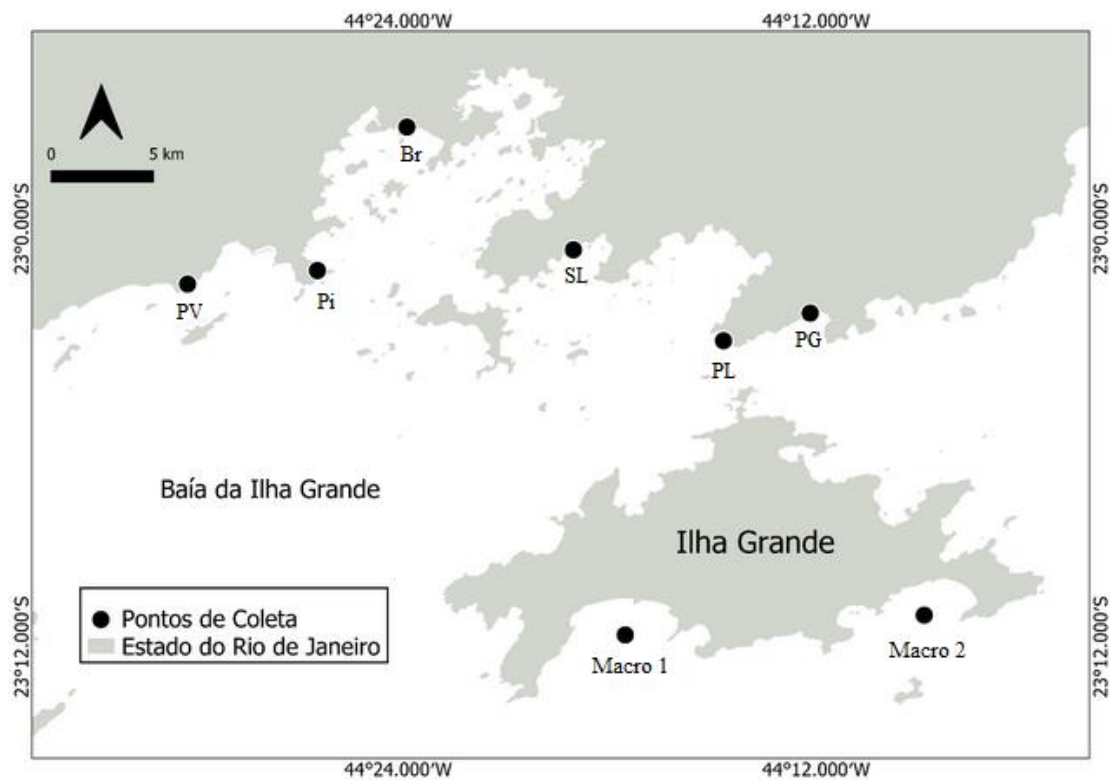 44°24.000'W 44°12.000'W
0 5 km
Br
23°0.000'S 23°0.000'S
SL
PV Pi
PG
PL
Baía da Ilha Grande
Ilha Grande
Pontos de Coleta
Estado do Rio de Janeiro
Macro 1 Macro 2
23°12.000'S 23°12.000'S
44°24.000'W 44°12.000'W